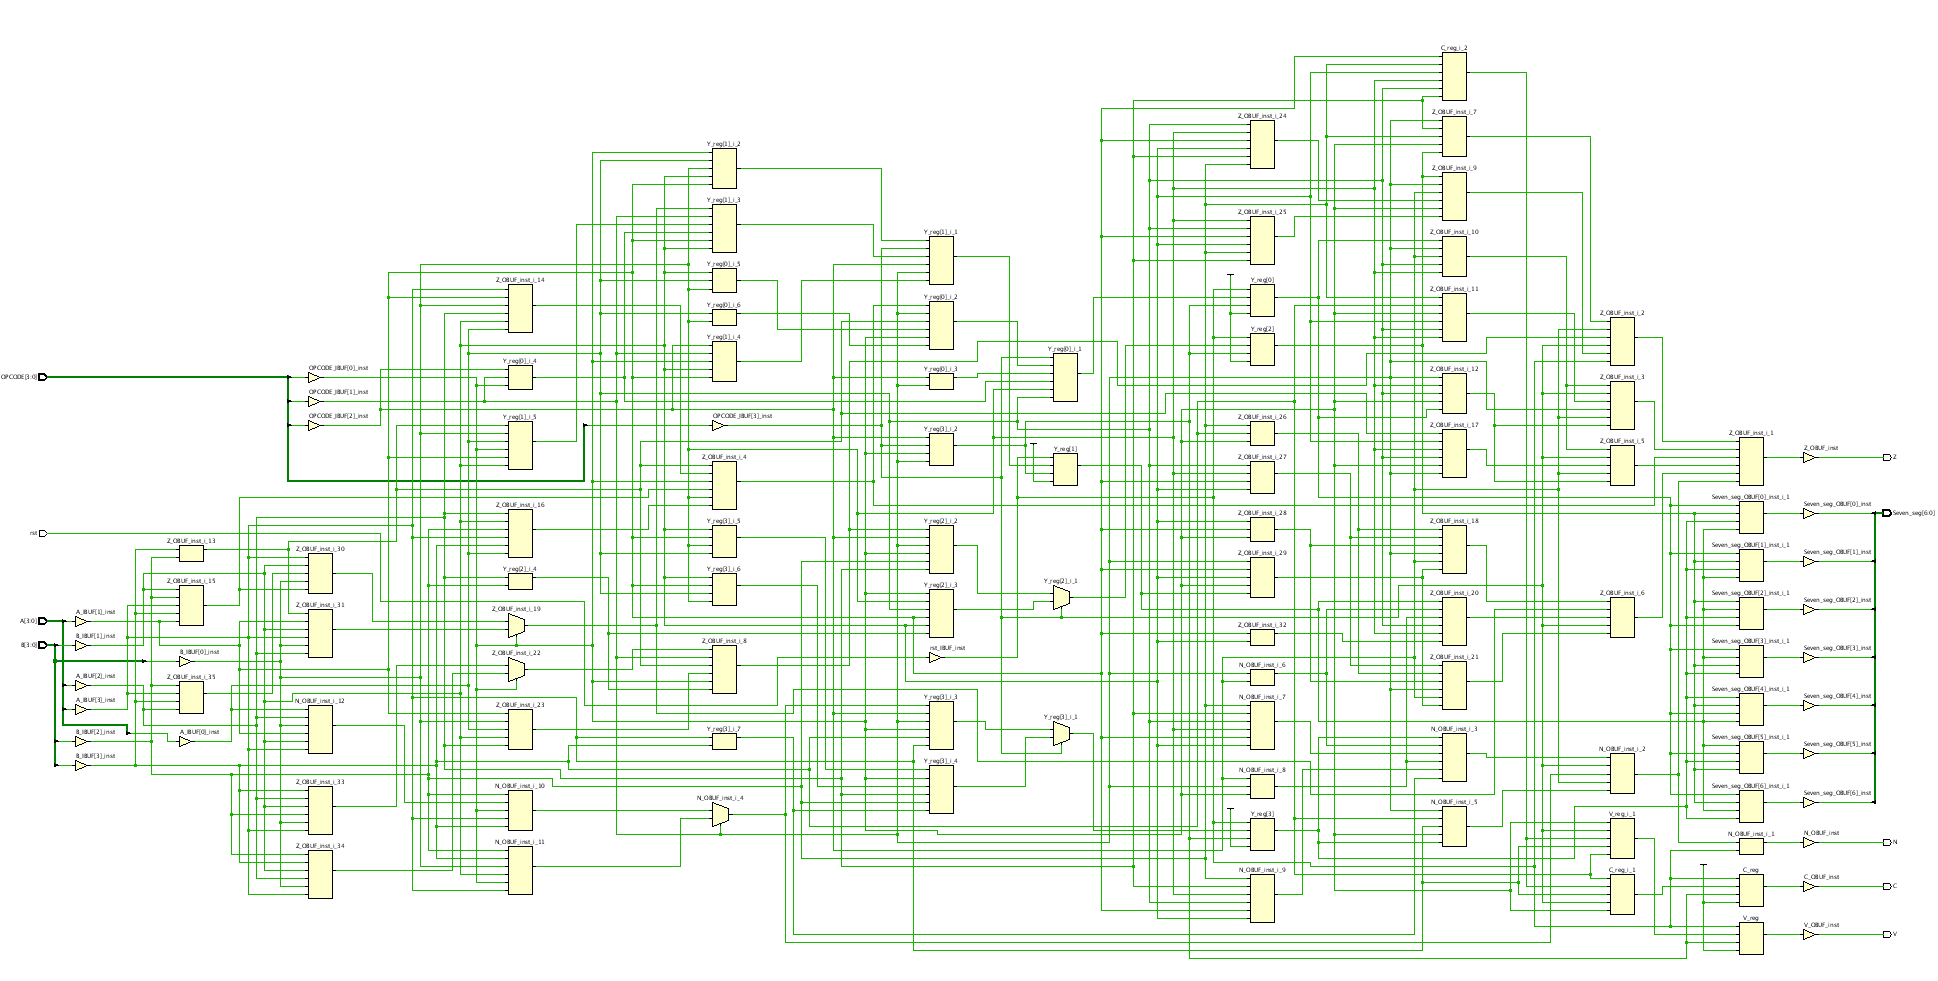 C_reg_i_2
Z_OBUF_inst_i_24
Z_OBUF_inst_i_7
Y_reg[1]_i_2
Z_OBUF_inst_i_9
Y_reg[1]_i_3
Z_OBUF_inst_i_25
Y_reg[1]_i_1
Z_OBUF_inst_i_10
Y_reg[0]_i_5
Z_OBUF_inst_i_14
Y_reg[0]
Z_OBUF_inst_i_11
Y_reg[0]_i_2
Y_reg[0]_i_6
Z_OBUF_inst_i_2
Y_reg[2]
Y_reg[1]_i_4
Y_reg[0]_i_1
Y_reg[0]_i_4
OPCODE_IBUF[0]_inst
Y_reg[0]_i_3
Z_OBUF_inst_i_12
Z_OBUF_inst_i_3
OPCODE[3:0]
OPCODE_IBUF[1]_inst
OPCODE_IBUF[2]_inst
Y_reg[1]_i_5
OPCODE_IBUF[3]_inst
Z_OBUF_inst_i_26
Z_OBUF_inst_i_17
Y_reg[3]_i_2
Z_OBUF_inst_i_5
Z_OBUF_inst_i_1
Z_OBUF_inst
Y_reg[1]
Z_OBUF_inst_i_4
Z_OBUF_inst_i_27
Z
Seven_seg_OBUF[0]_inst_i_1
Seven_seg_OBUF[0]_inst
Z_OBUF_inst_i_16
Z_OBUF_inst_i_28
Seven_seg[6:0]
Y_reg[3]_i_5
Y_reg[2]_i_2
Z_OBUF_inst_i_18
rst
Z_OBUF_inst_i_13
Z_OBUF_inst_i_30
Z_OBUF_inst_i_29
Seven_seg_OBUF[1]_inst_i_1
Seven_seg_OBUF[1]_inst
Y_reg[2]_i_4
Y_reg[3]_i_6
Z_OBUF_inst_i_15
Y_reg[2]_i_3
Y_reg[2]_i_1
Z_OBUF_inst_i_20
Z_OBUF_inst_i_6
Seven_seg_OBUF[2]_inst_i_1
Seven_seg_OBUF[2]_inst
A_IBUF[1]_inst
Z_OBUF_inst_i_31
Z_OBUF_inst_i_19
A[3:0]
Z_OBUF_inst_i_32
B_IBUF[1]_inst
B[3:0]
Z_OBUF_inst_i_8
Seven_seg_OBUF[3]_inst_i_1
Seven_seg_OBUF[3]_inst
B_IBUF[0]_inst
Z_OBUF_inst_i_22
rst_IBUF_inst
N_OBUF_inst_i_6
Z_OBUF_inst_i_21
A_IBUF[2]_inst
Z_OBUF_inst_i_35
Seven_seg_OBUF[4]_inst_i_1
Seven_seg_OBUF[4]_inst
A_IBUF[3]_inst
N_OBUF_inst_i_12
Z_OBUF_inst_i_23
Y_reg[3]_i_3
N_OBUF_inst_i_7
Y_reg[3]_i_1
B_IBUF[2]_inst
A_IBUF[0]_inst
Y_reg[3]_i_7
N_OBUF_inst_i_3
Seven_seg_OBUF[5]_inst_i_1
Seven_seg_OBUF[5]_inst
B_IBUF[3]_inst
Y_reg[3]_i_4
N_OBUF_inst_i_8
N_OBUF_inst_i_2
Z_OBUF_inst_i_33
N_OBUF_inst_i_10
N_OBUF_inst_i_4
Seven_seg_OBUF[6]_inst_i_1
Seven_seg_OBUF[6]_inst
Y_reg[3]
N_OBUF_inst_i_5
V_reg_i_1
N_OBUF_inst_i_1
N_OBUF_inst
N
Z_OBUF_inst_i_34
N_OBUF_inst_i_11
N_OBUF_inst_i_9
C_reg_i_1
C_reg
C_OBUF_inst
C
V_reg
V_OBUF_inst
V